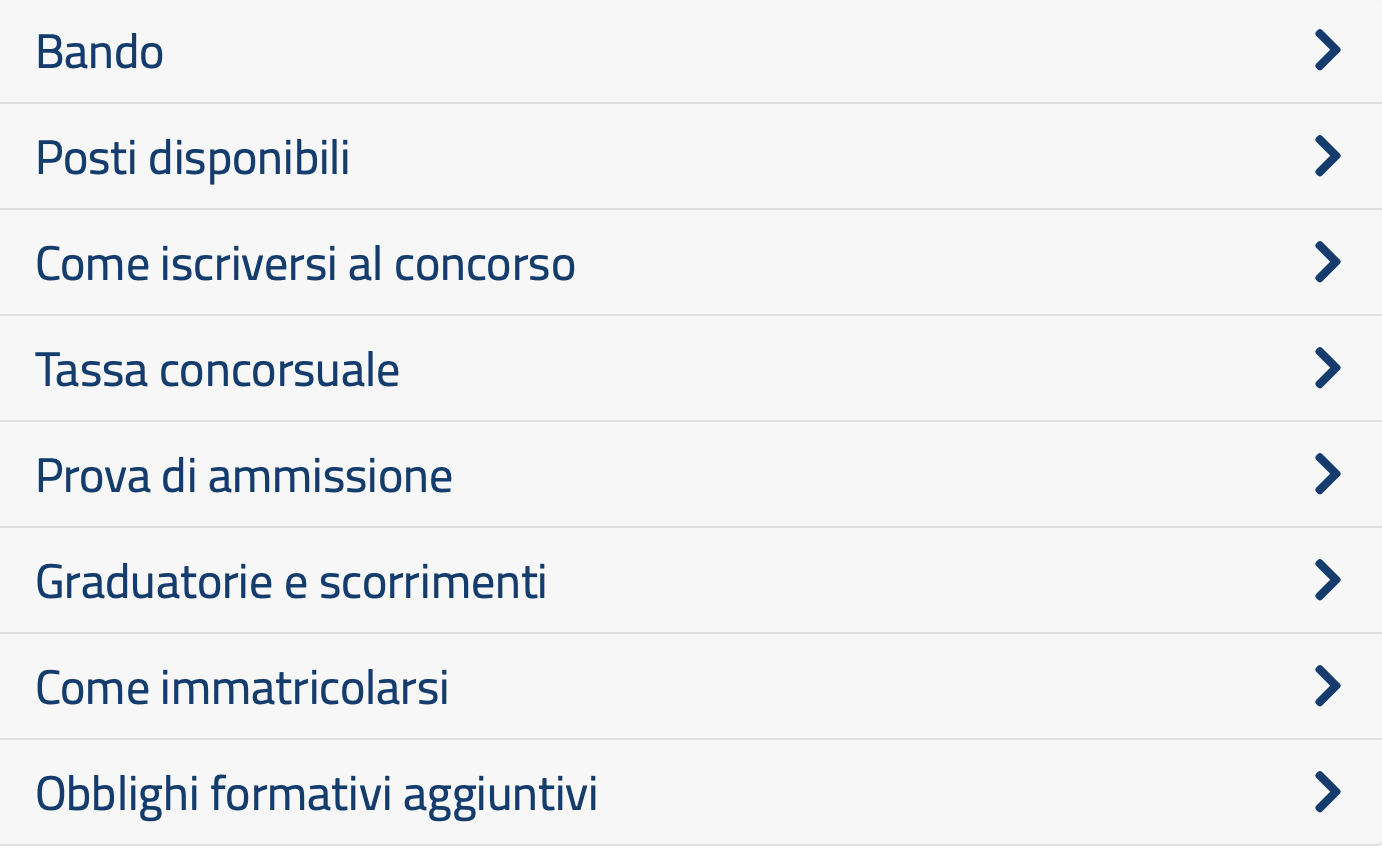 Bando
Posti disponibili
Come iscriversi al concorso
Tassa concorsuale
Prova di ammissione
Graduatorie e scorrimenti
Come immatricolarsi
Obblighi formativi aggiuntivi